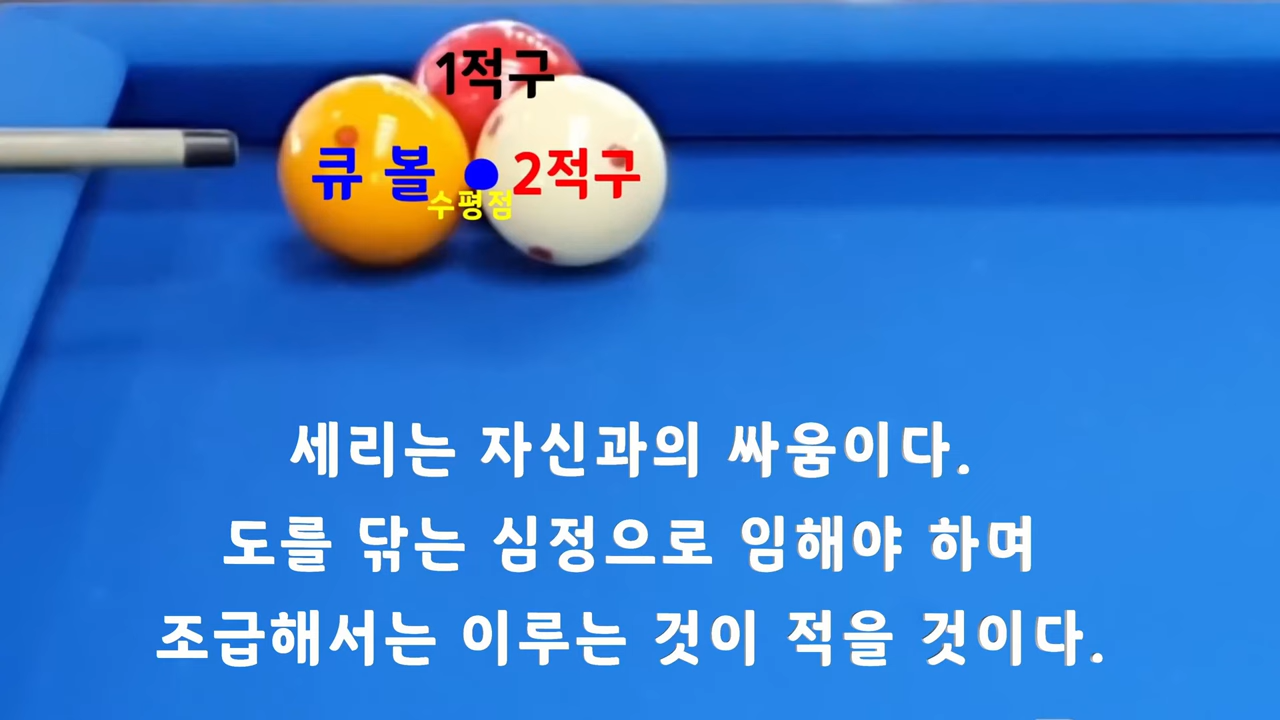 1적구
큐 볼 2적구
수평점
세리는 자신과의 싸움이다.
도를 닦는 심정으로 임해야 하며
조급해서는 이루는 것이 적을 것이다.